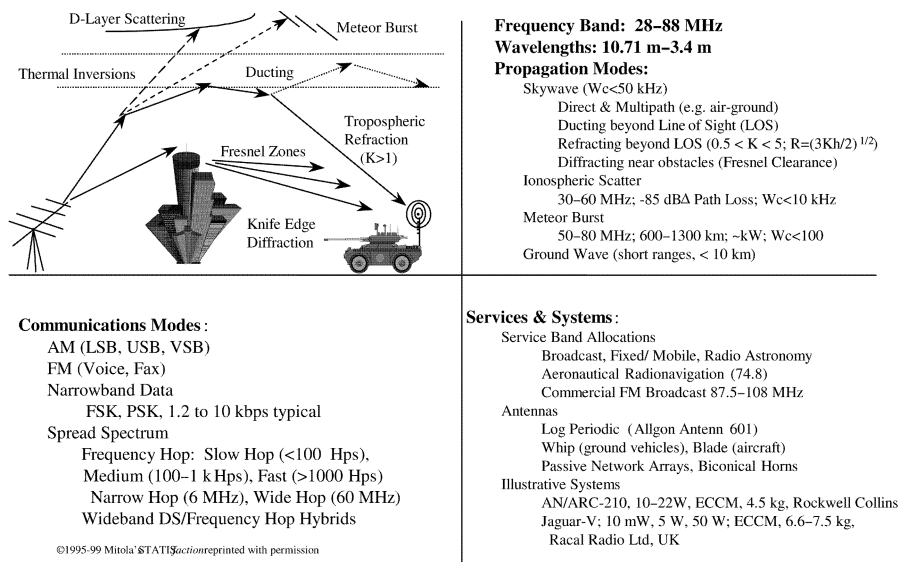 D-Layer Scattering
Meteor Burst
Thermal Inversions
Ducting
Tropospheric
Refraction
(K>1)
Fresnel Zones
Knife Edge
Diffraction
Frequency Band: 28–88 MHz
Wavelengths: 10.71 m–3.4 m
Propagation Modes:
Skywave (Wc<50 kHz)
Direct & Multipath (e.g. air-ground)
Ducting beyond Line of Sight (LOS)
Refracting beyond LOS (0.5 < K < 5; R=(3Kh/2) 1/2)
Diffracting near obstacles (Fresnel Clearance)
Ionospheric Scatter
30–60 MHz; -85 dBΔ Path Loss; Wc<10 kHz
Meteor Burst
50–80 MHz; 600–1300 km; ~kW; Wc<100
Ground Wave (short ranges, < 10 km)
Communications Modes:
AM (LSB, USB, VSB)
FM (Voice, Fax)
Narrowband Data
FSK, PSK, 1.2 to 10 kbps typical
Spread Spectrum
Frequency Hop: Slow Hop (<100 Hps),
Medium (100–1 k Hps), Fast (>1000 Hps)
Narrow Hop (6 MHz), Wide Hop (60 MHz)
Wideband DS/Frequency Hop Hybrids
©1995-99 Mitola's STATISfaction reprinted with permission
Services & Systems:
Service Band Allocations
Broadcast, Fixed/ Mobile, Radio Astronomy
Aeronautical Radionavigation (74.8)
Commercial FM Broadcast 87.5–108 MHz
Antennas
Log Periodic (Allgon Antenn 601)
Whip (ground vehicles), Blade (aircraft)
Passive Network Arrays, Biconical Horns
Illustrative Systems
AN/ARC-210, 10–22W, ECCM, 4.5 kg, Rockwell Collins
Jaguar-V; 10 mW, 5 W, 50 W; ECCM, 6.6–7.5 kg,
Racal Radio Ltd, UK